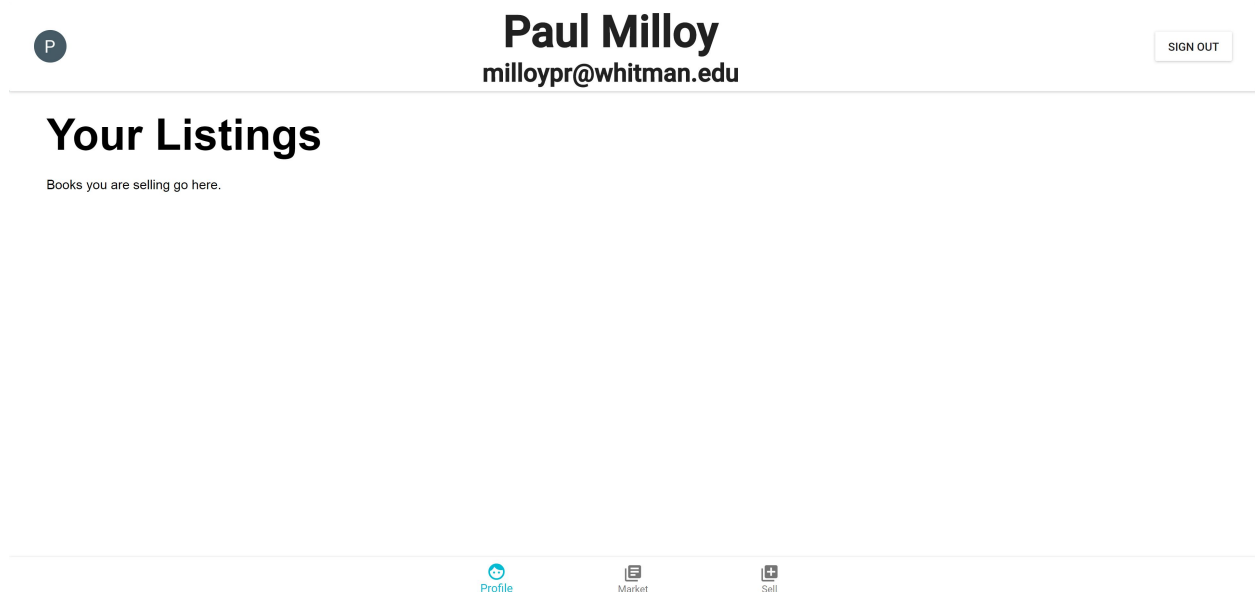 P
Paul Milloy
milloypr@whitman.edu
SIGN OUT
Your Listings
Books you are selling go here.
Profile
Market
Sell